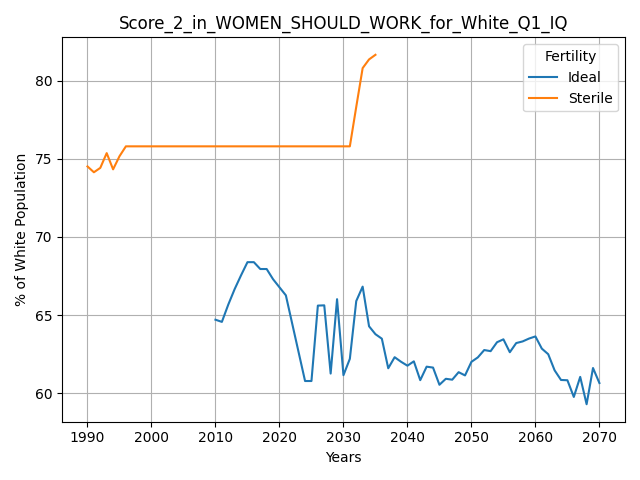 Score_2_in_WOMEN_SHOULD_WORK_for_White_Q1_IQ
Fertility
Ideal
Sterile
% of White Population
80
75
70
65
60
1990 2000 2010 2020 2030 2040 2050 2060 2070
Years